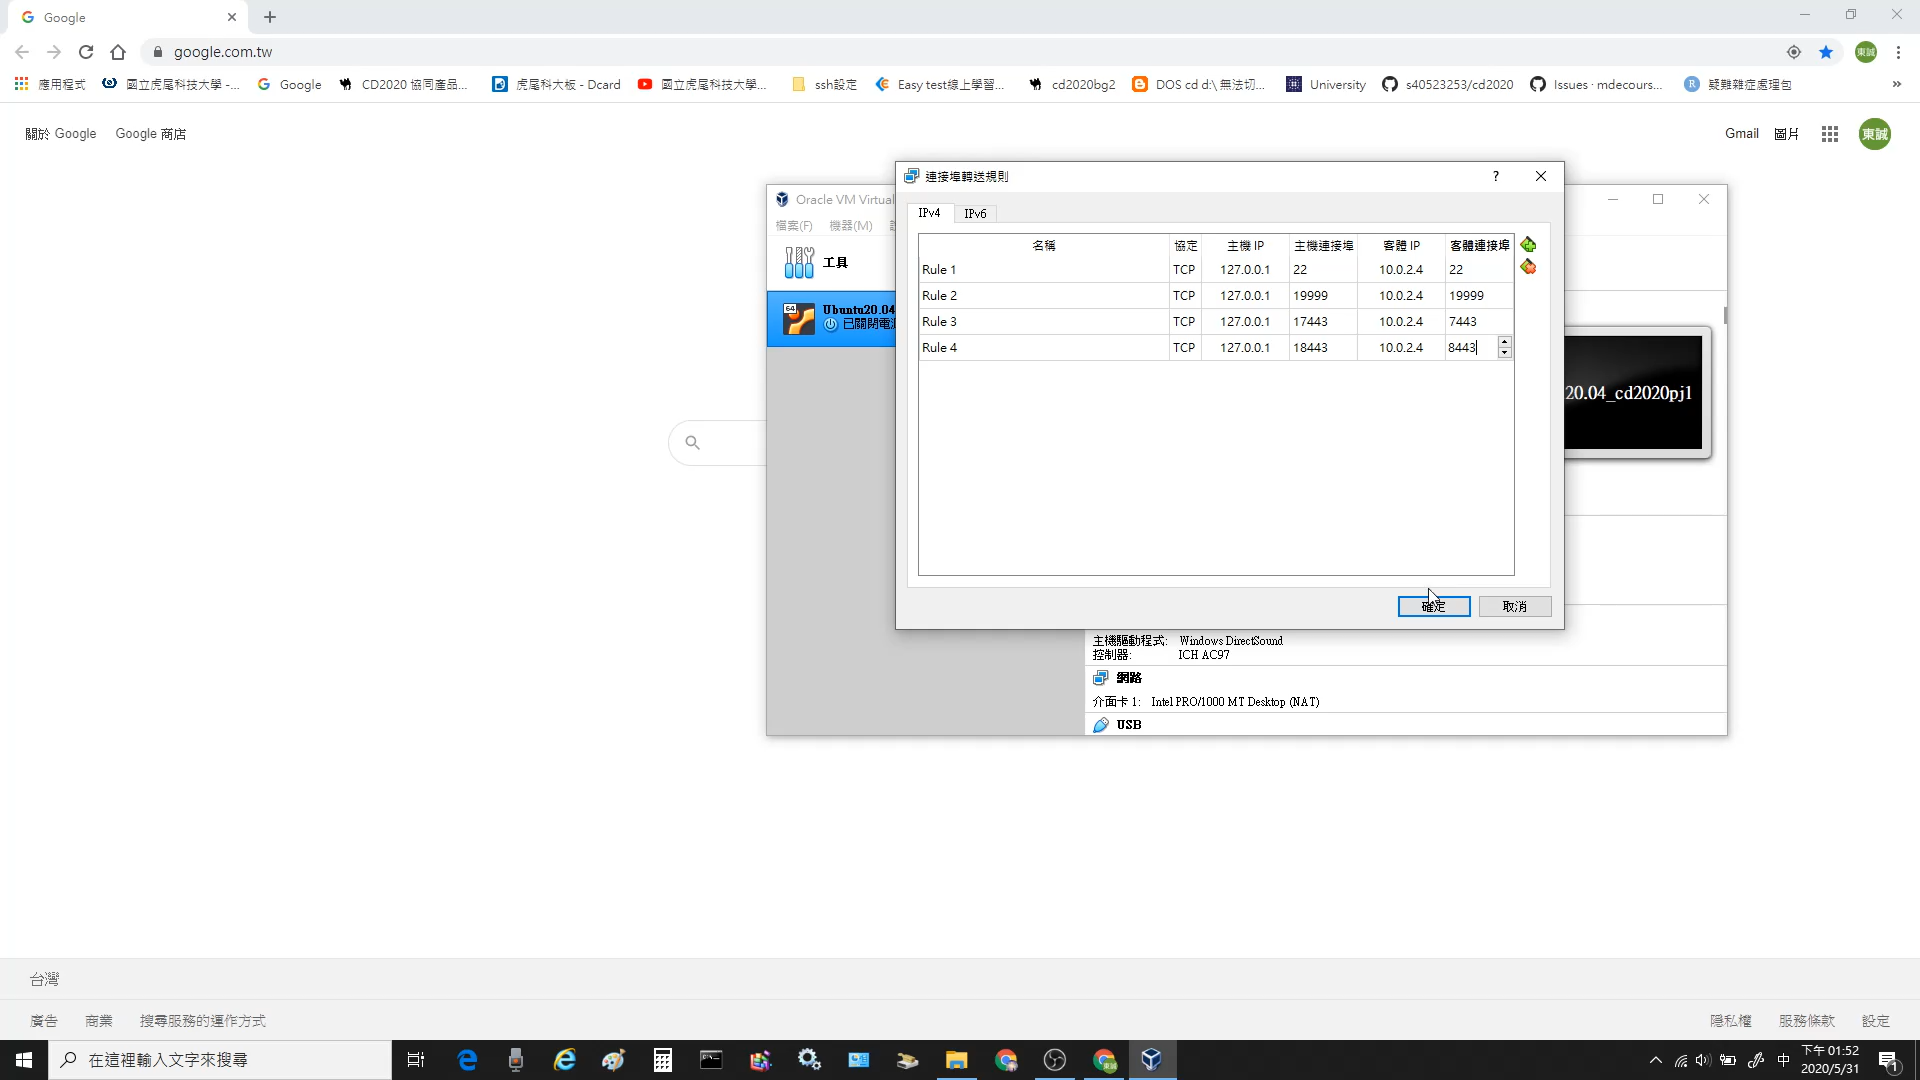 Google
google.com.tw
東誠
應用程式
國立虎尾科技大學 -...
Google
CD2020 協同產品...
虎尾科大板 - Dcard
國立虎尾科技大學...
ssh設定
Easy test線上學習...
cd2020bg2
DOS cd d:\ 無法切...
University
s40523253/cd2020
Issues · mdecours...
疑難雜症處理包
»
關於 Google
Google 商店
Gmail
圖片
東誠
連接埠轉送規則
?
Oracle VM Virtual
檔案(F)
機器(M)
IPv4
IPv6
名稱 協定 主機 IP 主機連接埠 客體 IP 客體連接埠
Rule 1 TCP 127.0.0.1 22 10.0.2.4 22
Rule 2 TCP 127.0.0.1 19999 10.0.2.4 19999
Rule 3 TCP 127.0.0.1 17443 10.0.2.4 7443
Rule 4 TCP 127.0.0.1 18443 10.0.2.4 8443
工具
64
Ubuntu20.04
已關閉電源
20.04_cd2020pj1
確定
取消
主機驅動程式: Windows DirectSound
控制器: ICH AC97
網路
介面卡 1: Intel PRO/1000 MT Desktop (NAT)
USB
台灣
廣告
商業
搜尋服務的運作方式
隱私權
服務條款
設定
在這裡輸入文字來搜尋
中
下午 01:52
2020/5/31
1